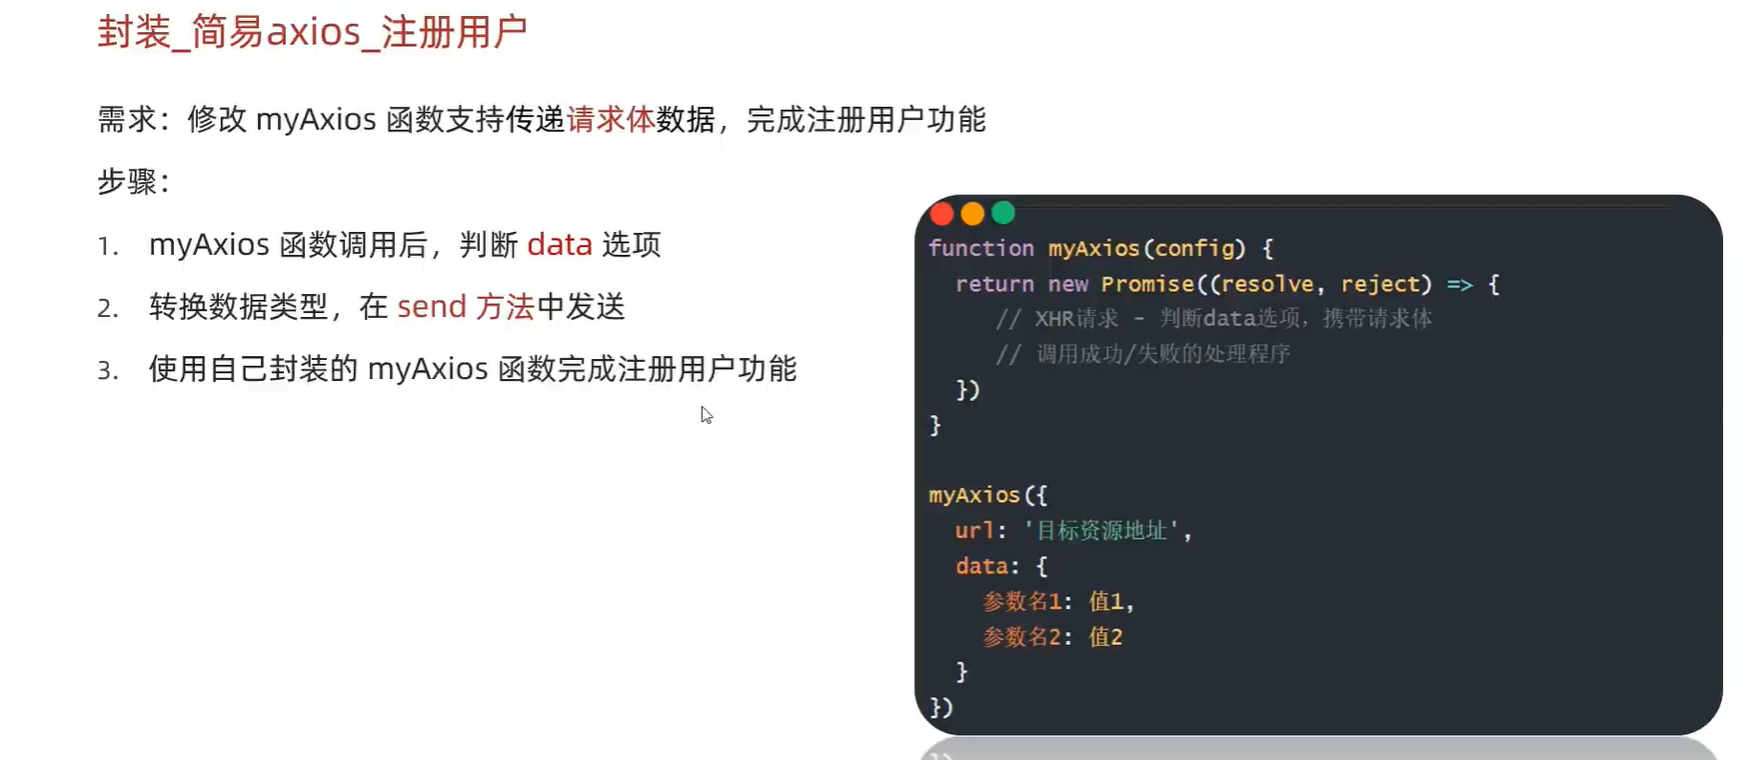 封装_简易axios_注册用户
需求：修改 myAxios 函数支持传递请求体数据，完成注册用户功能
步骤：
1. myAxios 函数调用后，判断 data 选项
2. 转换数据类型，在 send 方法中发送
3. 使用自己封装的 myAxios 函数完成注册用户功能
function myAxios(config) {
  return new Promise((resolve, reject) => {
    // XHR请求 - 判断data选项，携带请求体
    // 调用成功/失败的处理程序
  })
}
myAxios({
  url: '目标资源地址',
  data: {
    参数名1: 值1,
    参数名2: 值2
  }
})